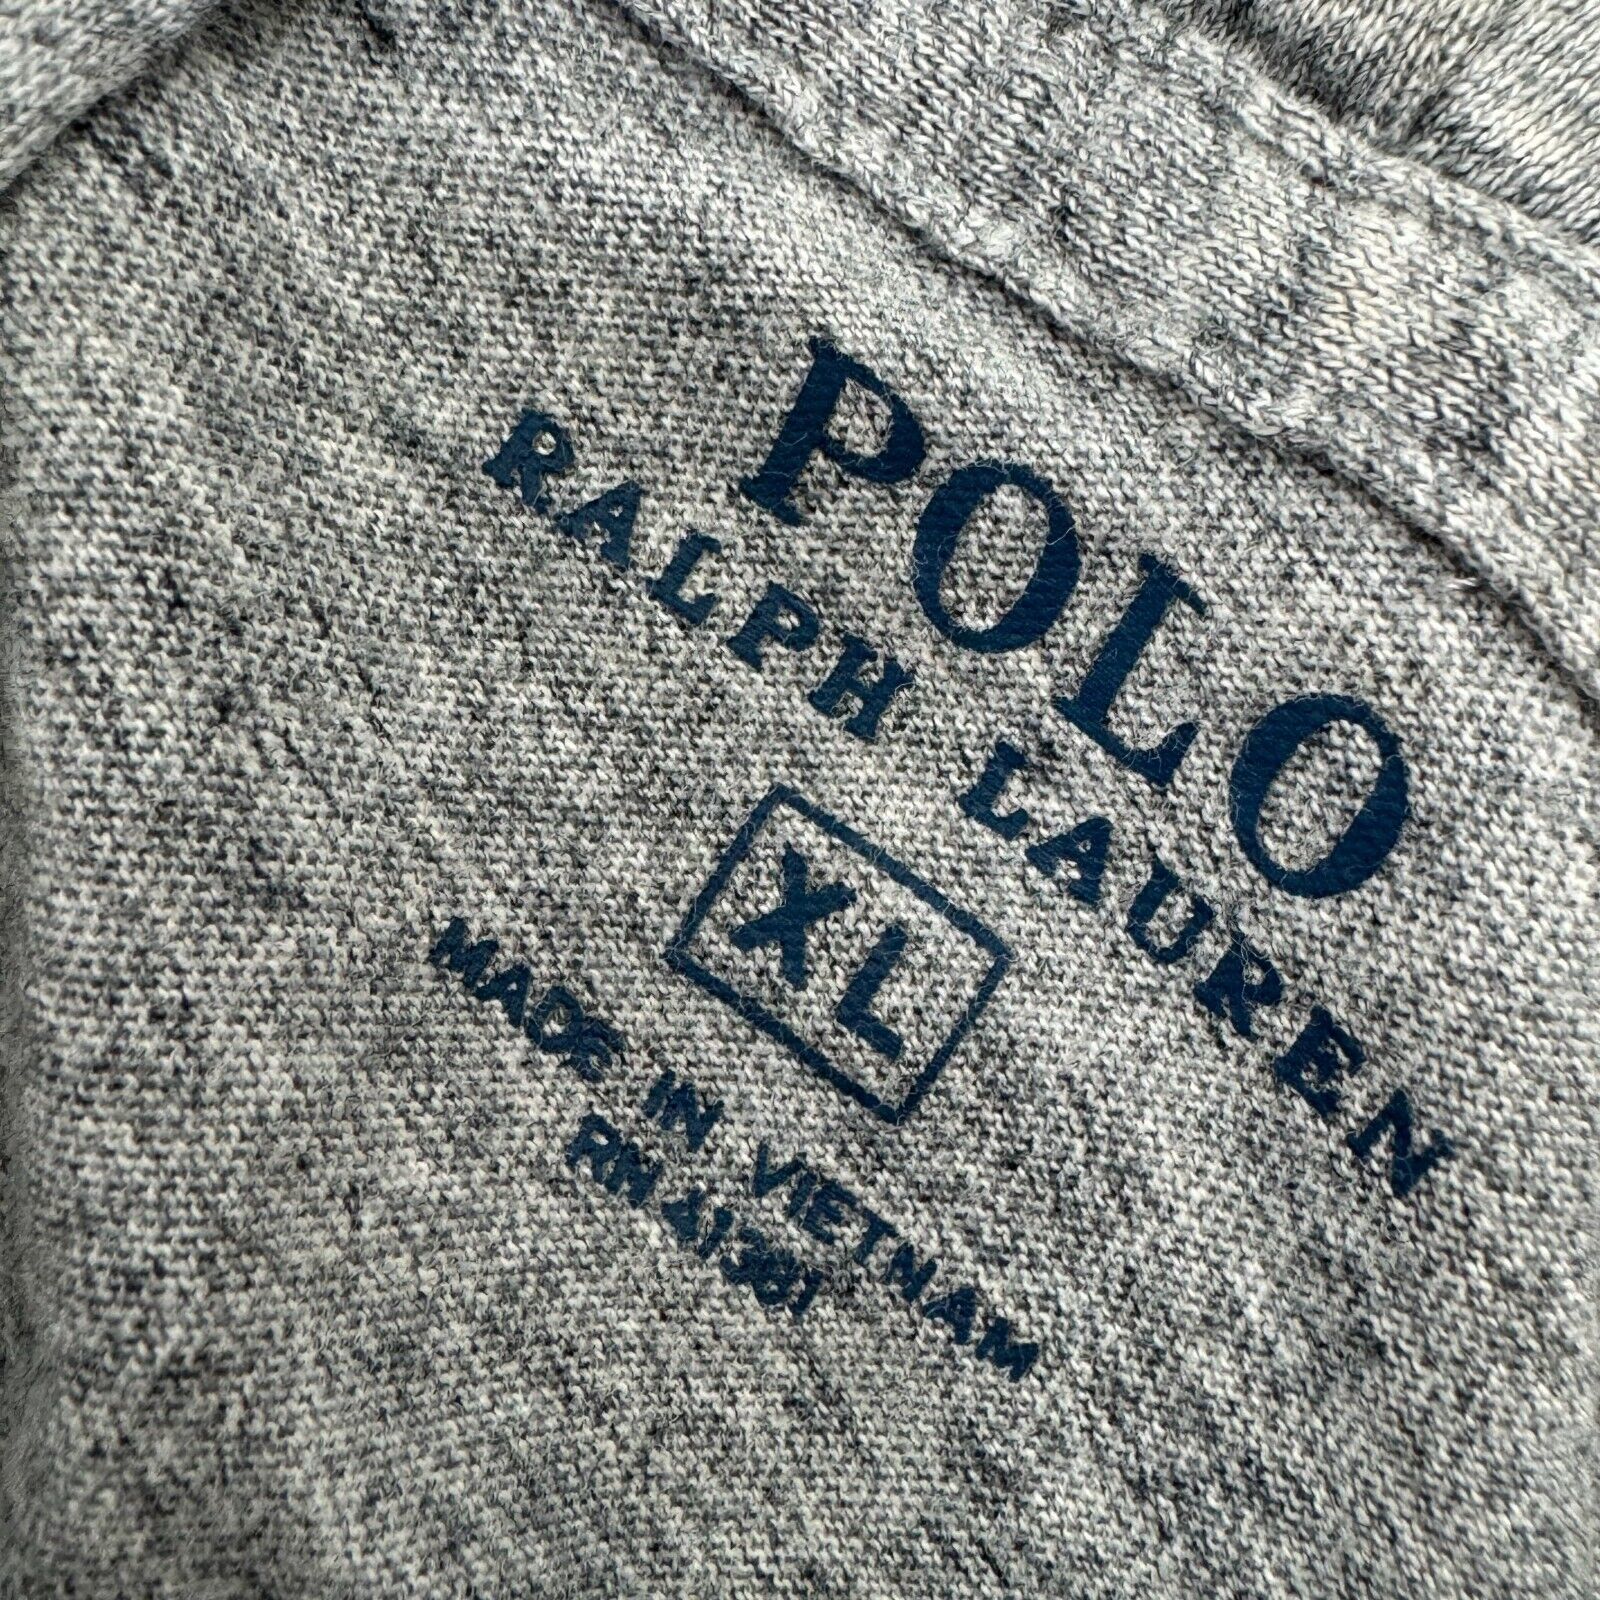 POLO
RALPH LAUREN
XL
MADE IN VIETNAM
RN 41381